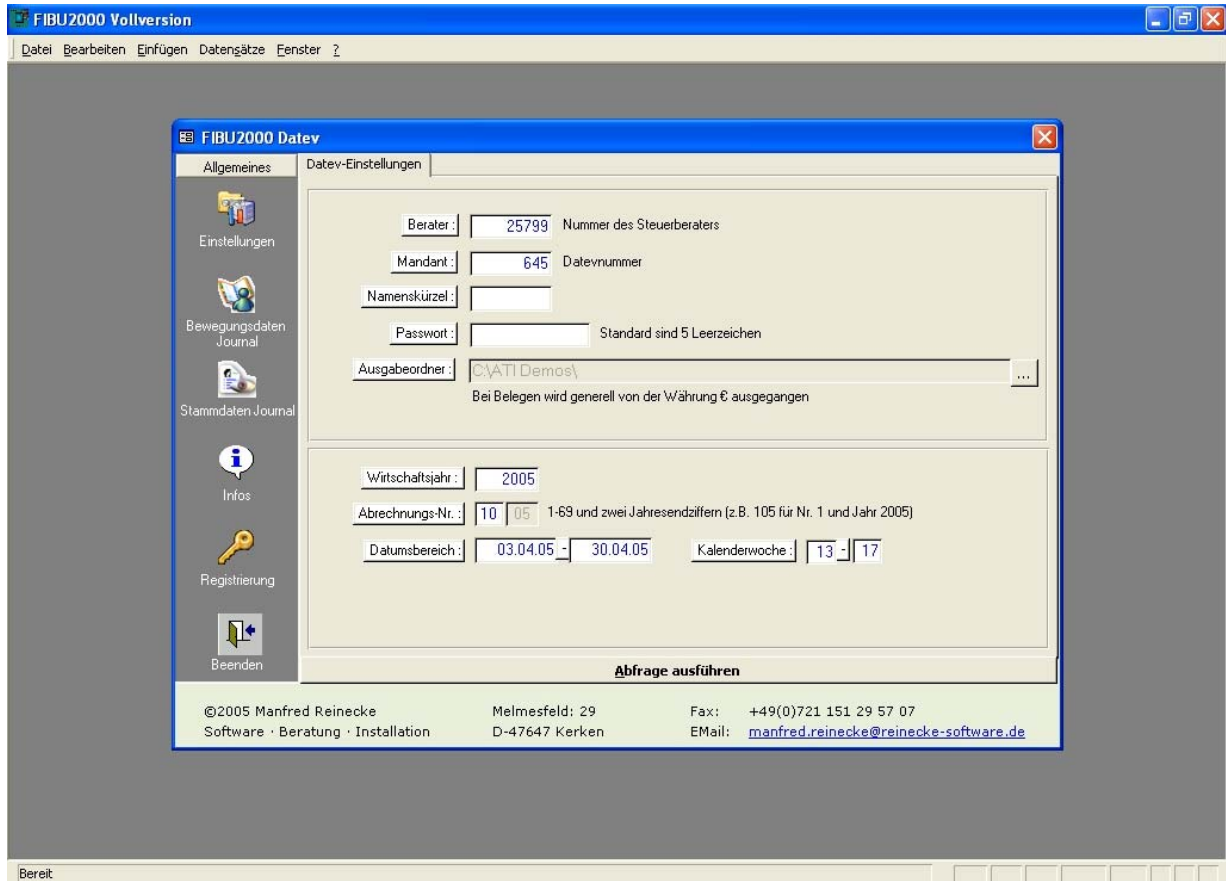 FIBU2000 Vollversion
Datei Bearbeiten Einfügen Datensätze Fenster ?
FIBU2000 Datev
Allgemeines
Datev-Einstellungen
Einstellungen
Bewegungsdaten
Journal
Stammdaten Journal
Infos
Registrierung
Beenden
Berater : 25799 Nummer des Steuerberaters
Mandant : 645 Datevnummer
Namenskürzel :
Passwort : Standard sind 5 Leerzeichen
Ausgabeordner : C:\ATI Demos\ ...
Bei Belegen wird generell von der Währung € ausgegangen
Wirtschaftsjahr : 2005
Abrechnungs-Nr. : 10 05 1-69 und zwei Jahresendziffern (z.B. 105 für Nr. 1 und Jahr 2005)
Datumsbereich : 03.04.05 - 30.04.05 Kalenderwoche : 13 - 17
Abfrage ausführen
©2005 Manfred Reinecke Melmesfeld: 29 Fax: +49(0)721 151 29 57 07
Software · Beratung · Installation D-47647 Kerken EMail: manfred.reinecke@reinecke-software.de
Bereit